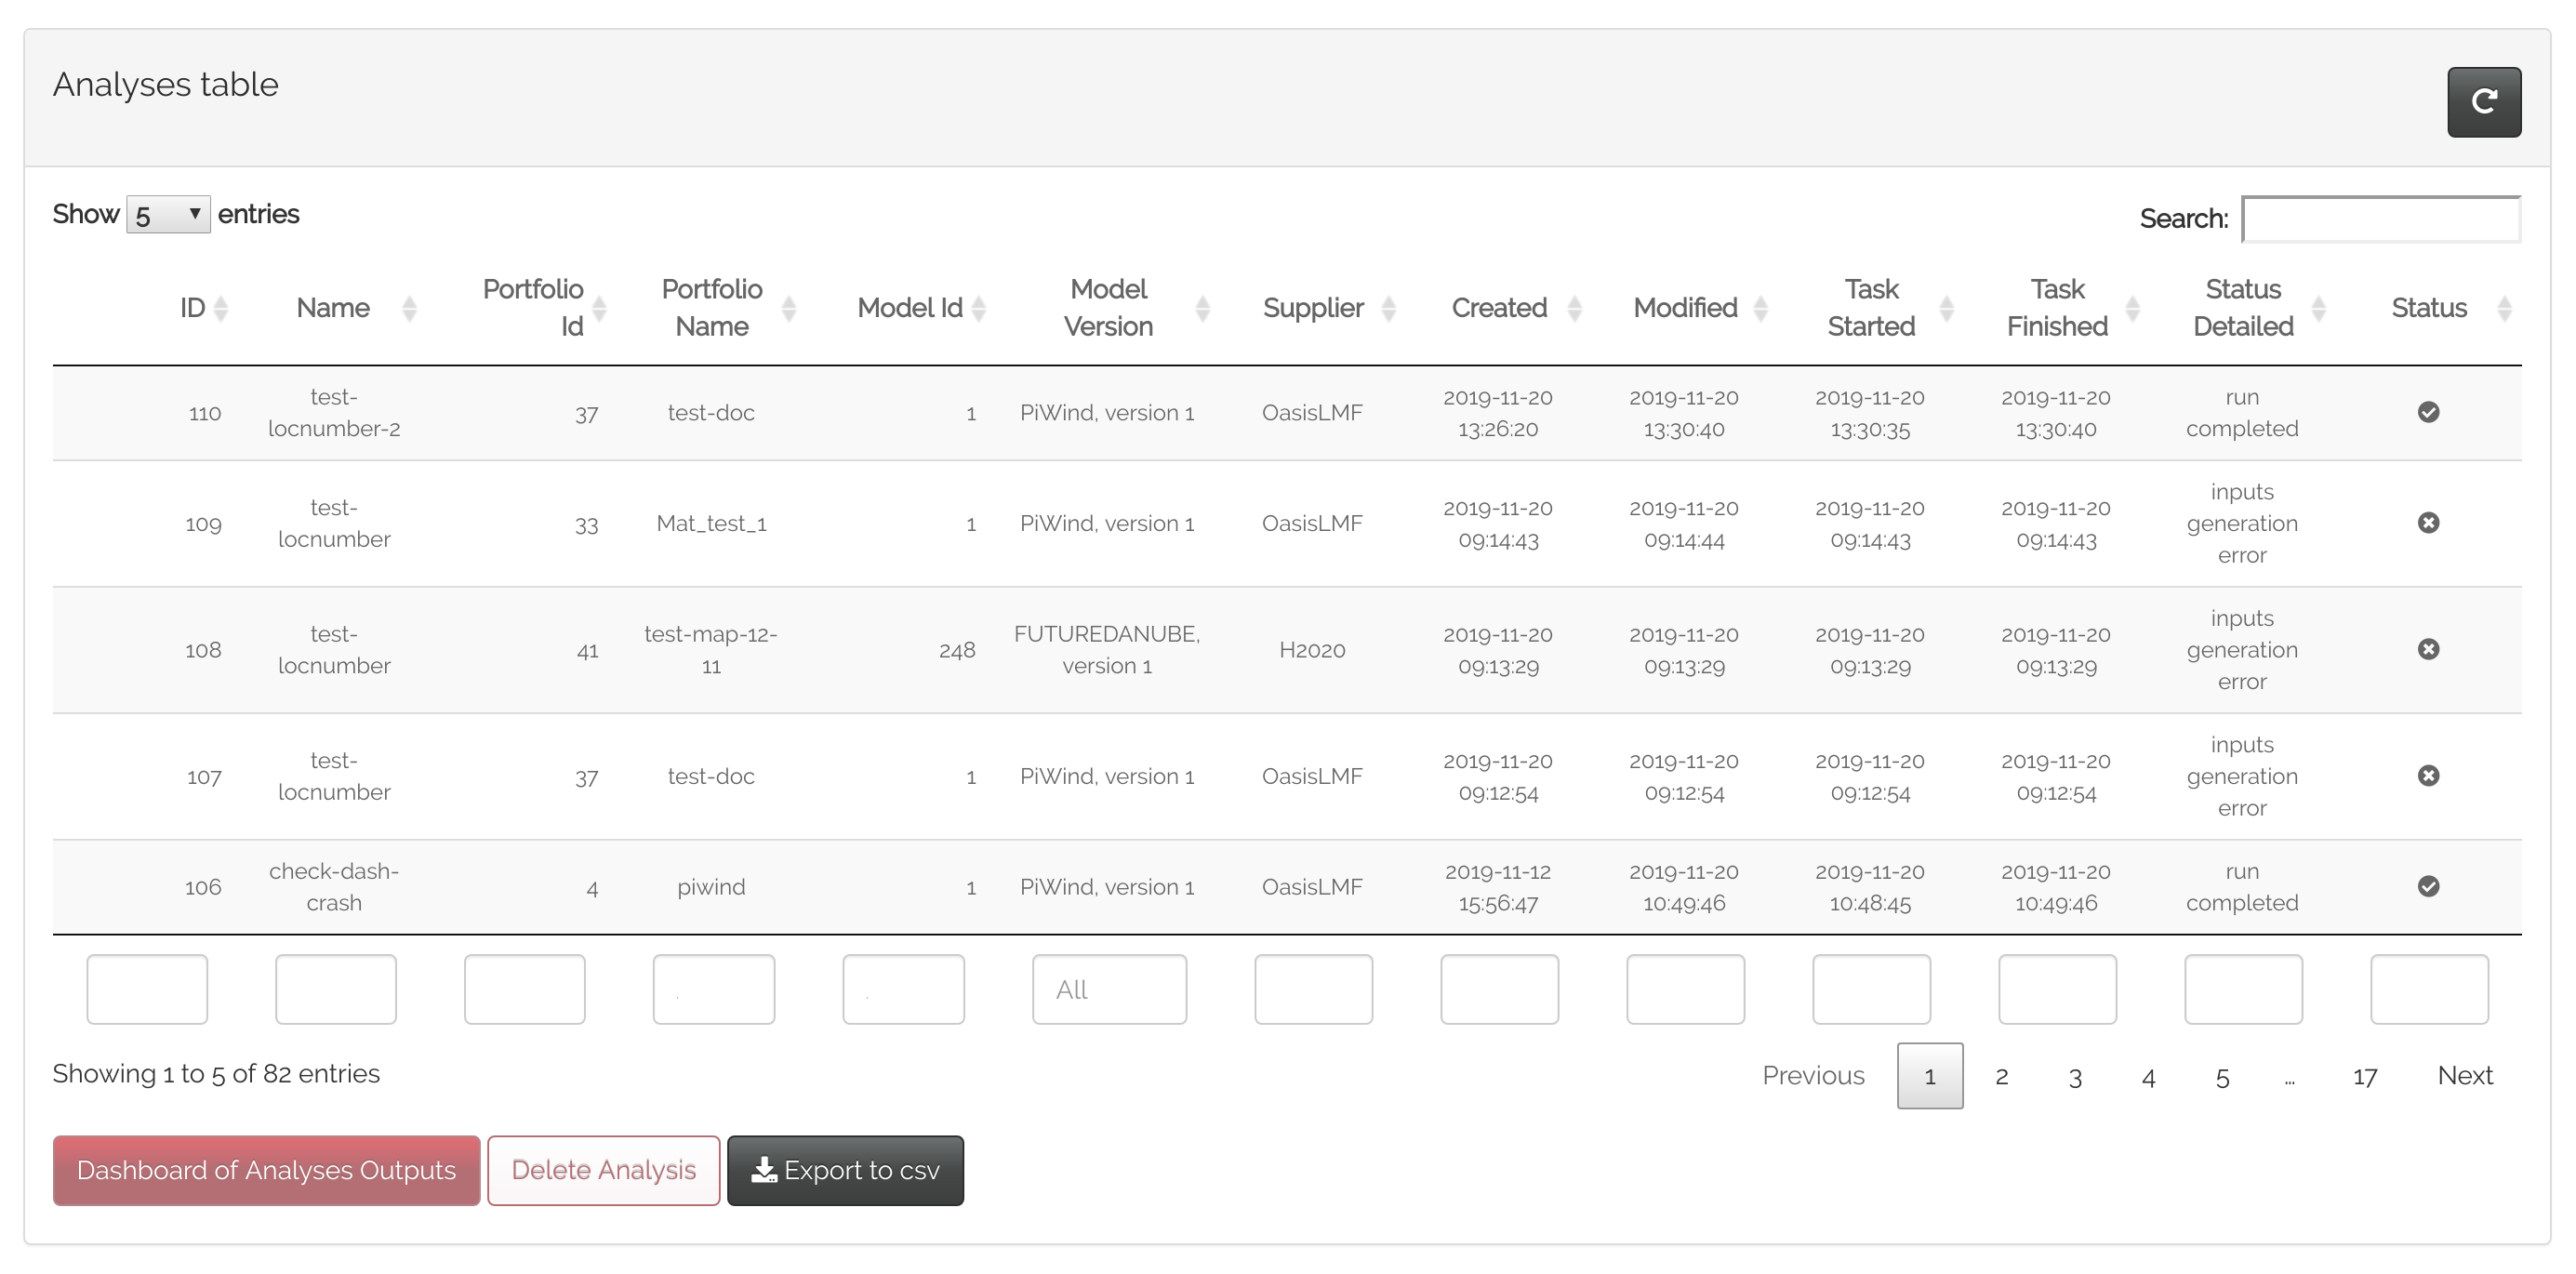 Analyses table
Show 5 entries
Search:
ID Name Portfolio Id Portfolio Name Model Id Model Version Supplier Created Modified Task Started Task Finished Status Detailed Status
110 test-locnumber-2 37 test-doc 1 PiWind, version 1 OasisLMF 2019-11-20 13:26:20 2019-11-20 13:30:40 2019-11-20 13:30:35 2019-11-20 13:30:40 run completed
109 test-locnumber 33 Mat_test_1 1 PiWind, version 1 OasisLMF 2019-11-20 09:14:43 2019-11-20 09:14:44 2019-11-20 09:14:43 2019-11-20 09:14:43 inputs generation error
108 test-locnumber 41 test-map-12-11 248 FUTUREDANUBE, version 1 H2020 2019-11-20 09:13:29 2019-11-20 09:13:29 2019-11-20 09:13:29 2019-11-20 09:13:29 inputs generation error
107 test-locnumber 37 test-doc 1 PiWind, version 1 OasisLMF 2019-11-20 09:12:54 2019-11-20 09:12:54 2019-11-20 09:12:54 2019-11-20 09:12:54 inputs generation error
106 check-dash-crash 4 piwind 1 PiWind, version 1 OasisLMF 2019-11-12 15:56:47 2019-11-20 10:49:46 2019-11-20 10:48:45 2019-11-20 10:49:46 run completed
All
Showing 1 to 5 of 82 entries
Previous 1 2 3 4 5 ... 17 Next
Dashboard of Analyses Outputs
Delete Analysis
Export to csv